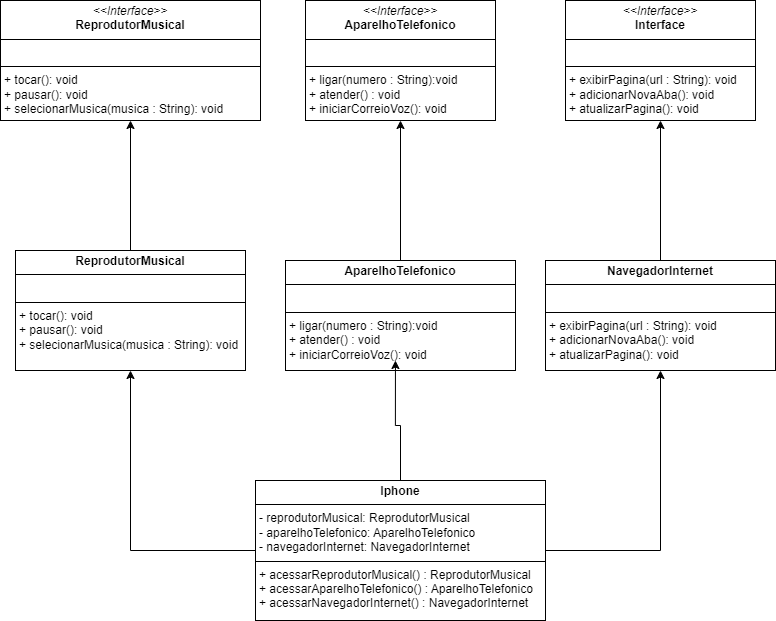 <<Interface>>
ReprodutorMusical
+ tocar(): void
+ pausar(): void
+ selecionarMusica(musica : String): void
<<Interface>>
AparelhoTelefonico
+ ligar(numero : String):void
+ atender() : void
+ iniciarCorreioVoz(): void
<<Interface>>
Interface
+ exibirPagina(url : String): void
+ adicionarNovaAba(): void
+ atualizarPagina(): void
ReprodutorMusical
+ tocar(): void
+ pausar(): void
+ selecionarMusica(musica : String): void
AparelhoTelefonico
+ ligar(numero : String):void
+ atender() : void
+ iniciarCorreioVoz(): void
NavegadorInternet
+ exibirPagina(url : String): void
+ adicionarNovaAba(): void
+ atualizarPagina(): void
Iphone
- reprodutorMusical: ReprodutorMusical
- aparelhoTelefonico: AparelhoTelefonico
- navegadorInternet: NavegadorInternet
+ acessarReprodutorMusical() : ReprodutorMusical
+ acessarAparelhoTelefonico() : AparelhoTelefonico
+ acessarNavegadorInternet() : NavegadorInternet